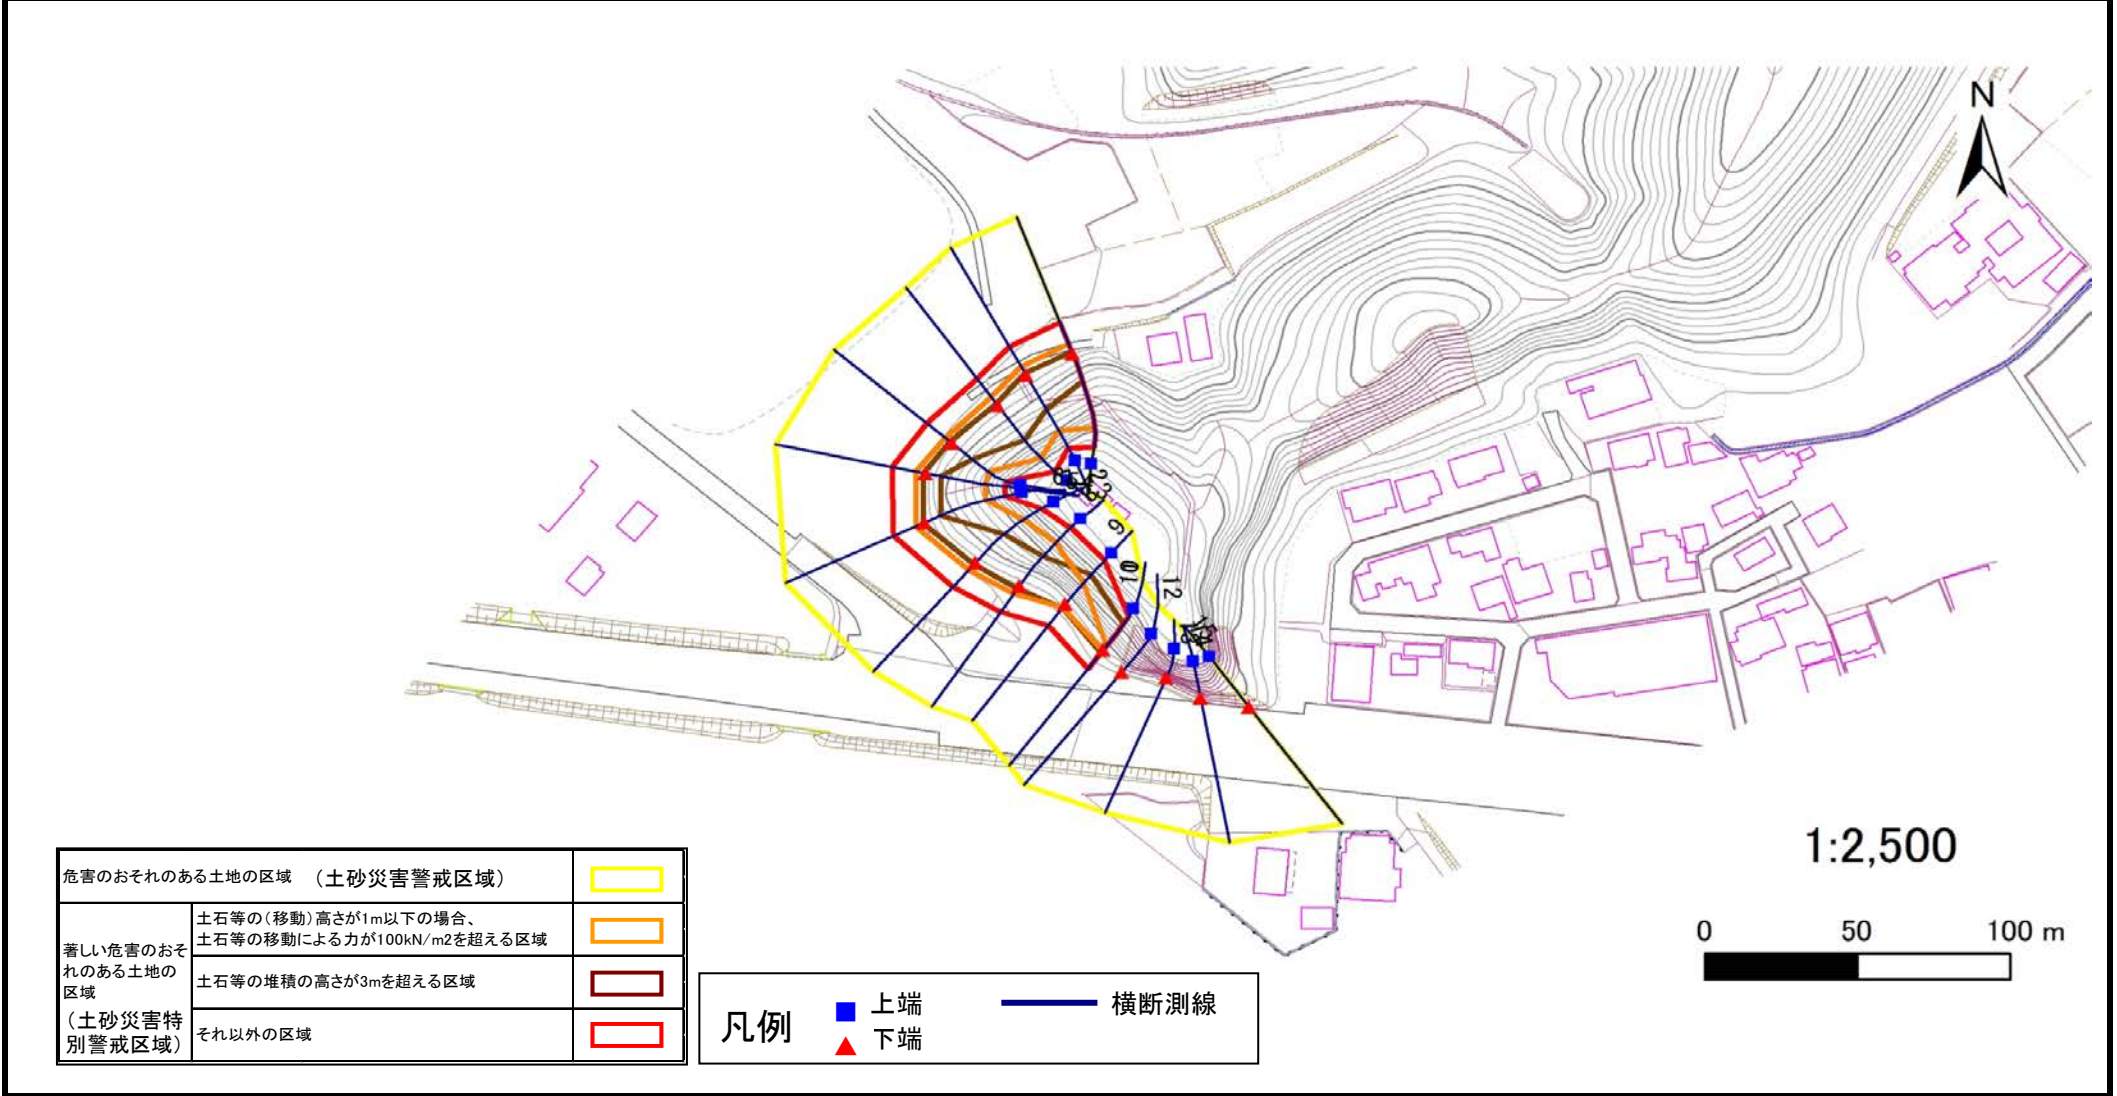 N
2
3
9
10
12
1:2,500
0 50 100 m
危害のおそれのある土地の区域 (土砂災害警戒区域)
著しい危害のおそ
れのある土地の
区域
(土砂災害特
別警戒区域)
土石等の(移動)高さが1m以下の場合、
土石等の移動による力が100kN/m2を超える区域
土石等の堆積の高さが3mを超える区域
それ以外の区域
凡例
上端
下端
横断測線